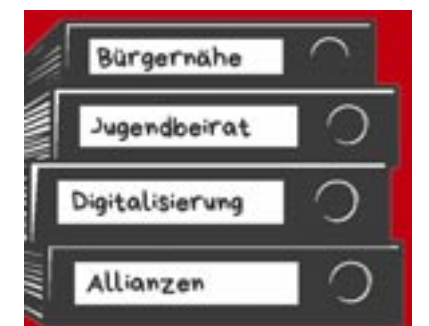 Bürgernähe
Jugendbeirat
Digitalisierung
Allianzen